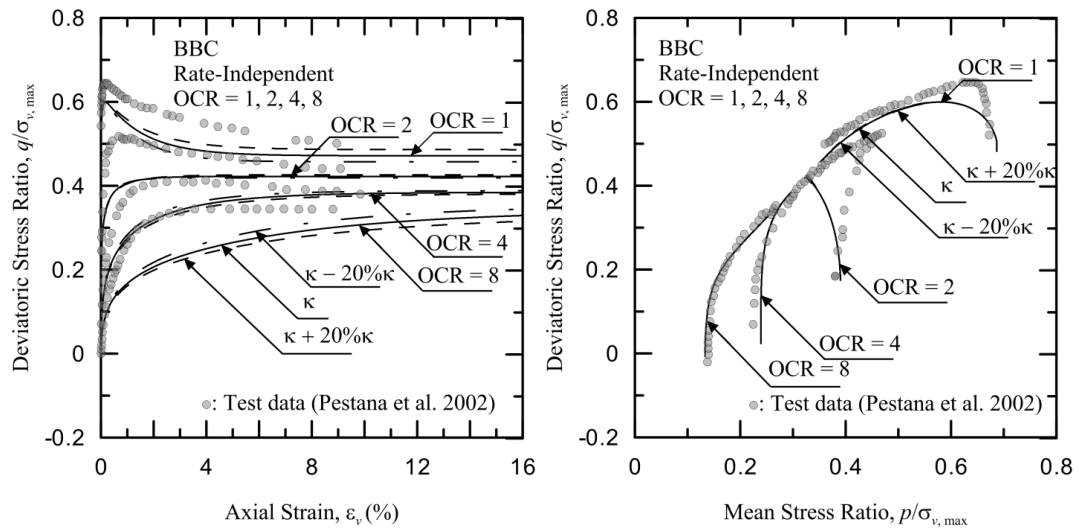 0.8
0.6
0.4
0.2
0
-0.2
Deviatoric Stress Ratio, q/σv, max
BBC
Rate-Independent
OCR = 1, 2, 4, 8
OCR = 2
OCR = 1
OCR = 4
OCR = 8
κ − 20%κ
κ
κ + 20%κ
: Test data (Pestana et al. 2002)
0 4 8 12 16
Axial Strain, εv (%)
0.8
0.6
0.4
0.2
0
-0.2
Deviatoric Stress Ratio, q/σv, max
BBC
Rate-Independent
OCR = 1, 2, 4, 8
OCR = 1
κ + 20%κ
κ
κ − 20%κ
OCR = 2
OCR = 4
OCR = 8
: Test data (Pestana et al. 2002)
0 0.2 0.4 0.6 0.8
Mean Stress Ratio, p/σv, max